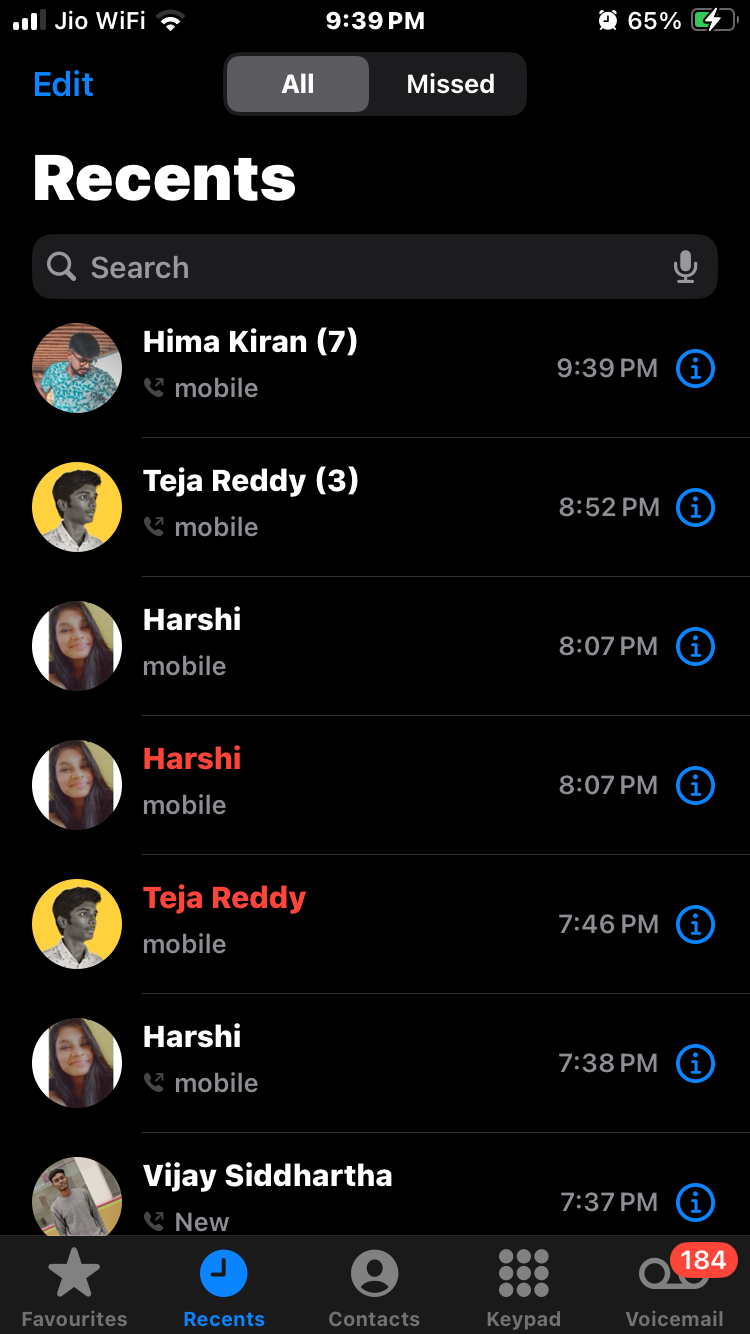 Jio WiFi 9:39 PM 65%
Edit All Missed
Recents
Search
Hima Kiran (7)
mobile 9:39 PM
Teja Reddy (3)
mobile 8:52 PM
Harshi
mobile 8:07 PM
Harshi
mobile 8:07 PM
Teja Reddy
mobile 7:46 PM
Harshi
mobile 7:38 PM
Vijay Siddhartha
New 7:37 PM
184
Favourites Recents Contacts Keypad Voicemail